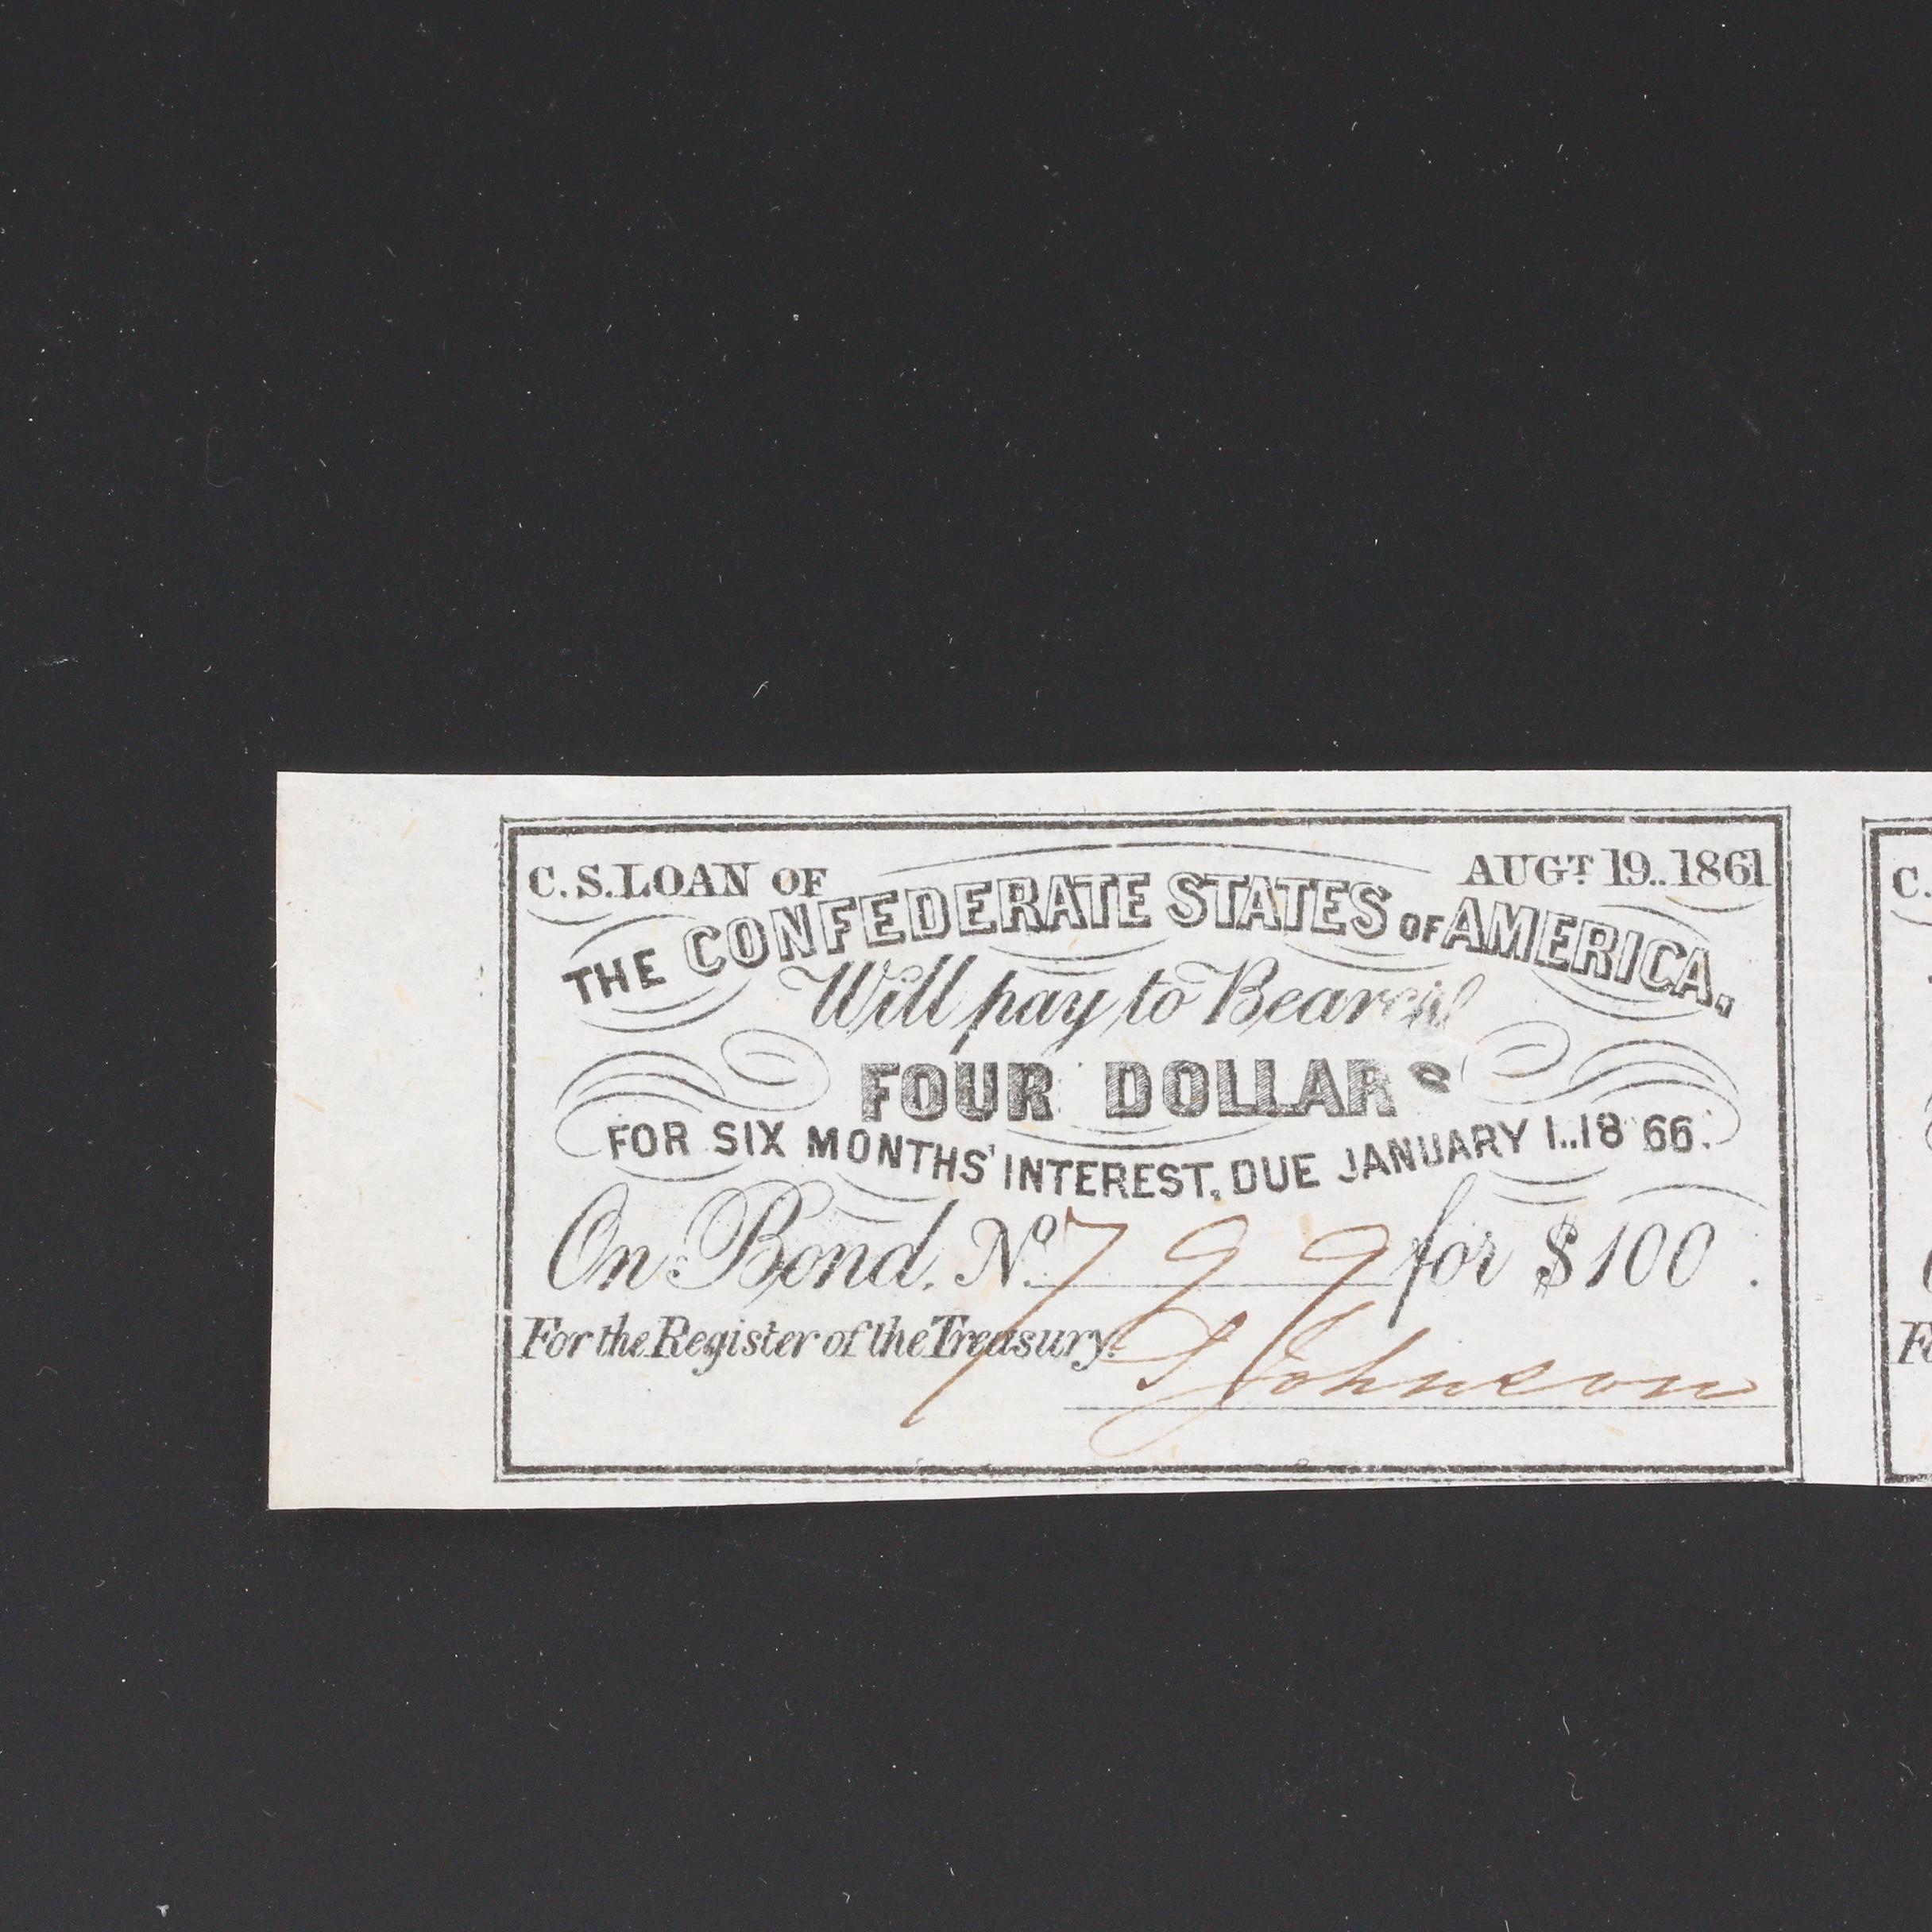 C. S. LOAN OF AUGT 19.. 1861
THE CONFEDERATE STATES OF AMERICA.
Will pay to Bearer
FOUR DOLLARS
FOR SIX MONTHS' INTEREST, DUE JANUARY 1..1866.
On Bond, No. 799 for $100.
For the Register of the Treasury.
Johnson
C.